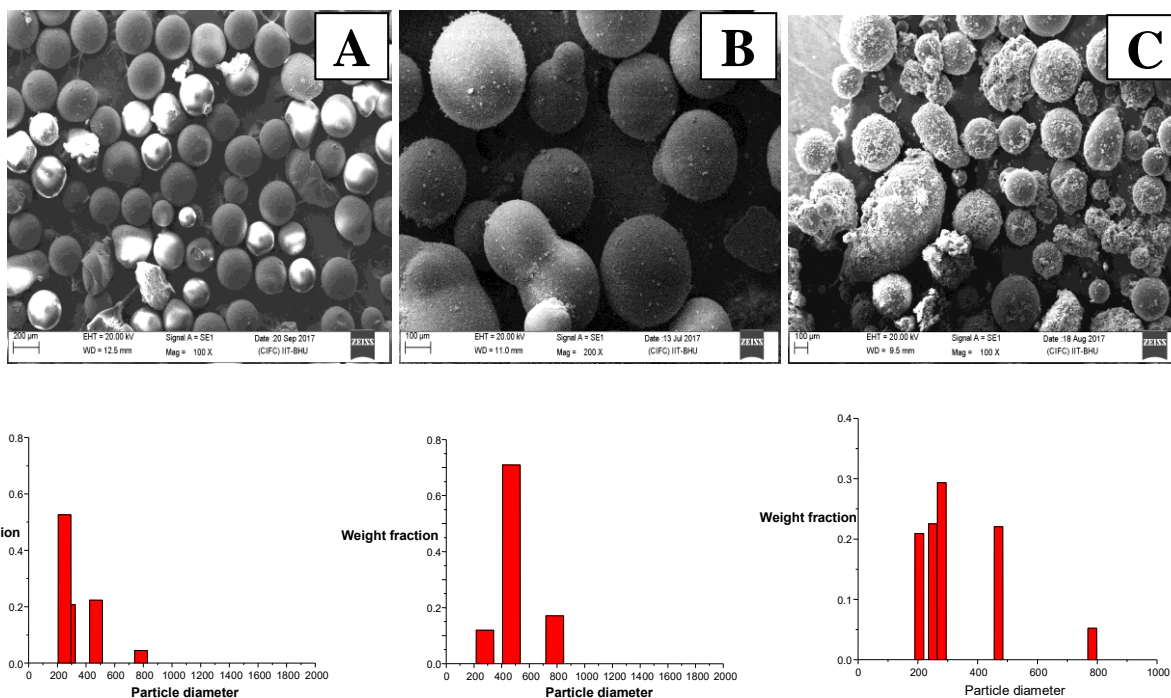 A
B
C
200 µm
EHT = 20.00 kV
Signal A = SE1
Date :20 Sep 2017
WD = 12.5 mm
Mag = 100 X
(CIFC) IIT-BHU
ZEISS
100 µm
EHT = 20.00 kV
Signal A = SE1
Date :13 Jul 2017
WD = 11.0 mm
Mag = 200 X
(CIFC) IIT-BHU
ZEISS
100 µm
EHT = 20.00 kV
Signal A = SE1
Date :18 Aug 2017
WD = 9.5 mm
Mag = 100 X
(CIFC) IIT-BHU
ZEISS
0.8
0.6
ion
0.4
0.2
0.0
0 200 400 600 800 1000 1200 1400 1600 1800 2000
Particle diameter
0.8
0.6
Weight fraction
0.4
0.2
0.0
0 200 400 600 800 1000 1200 1400 1600 1800 2000
Particle diameter
0.4
0.3
Weight fraction
0.2
0.1
0.0
0 200 400 600 800 1000
Particle diameter